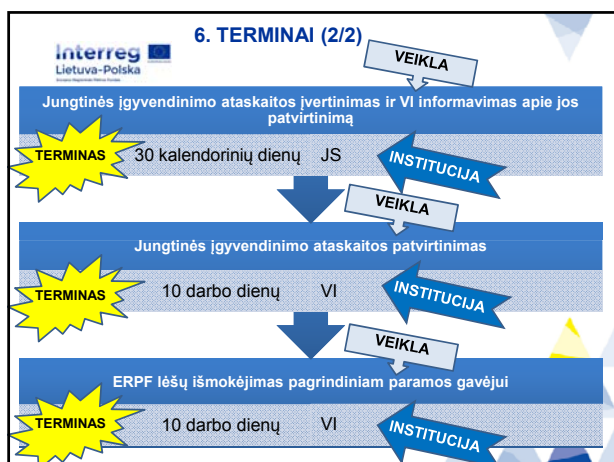 6. TERMINAI (2/2)
Interreg
Lietuva-Polska
VEIKLA
Jungtinės įgyvendinimo ataskaitos įvertinimas ir VI informavimas apie jos
patvirtinimą
TERMINAS 30 kalendorinių dienų JS INSTITUCIJA
VEIKLA
Jungtinės įgyvendinimo ataskaitos patvirtinimas
TERMINAS 10 darbo dienų VI INSTITUCIJA
VEIKLA
ERPF lėšų išmokėjimas pagrindiniam paramos gavėjui
TERMINAS 10 darbo dienų VI INSTITUCIJA